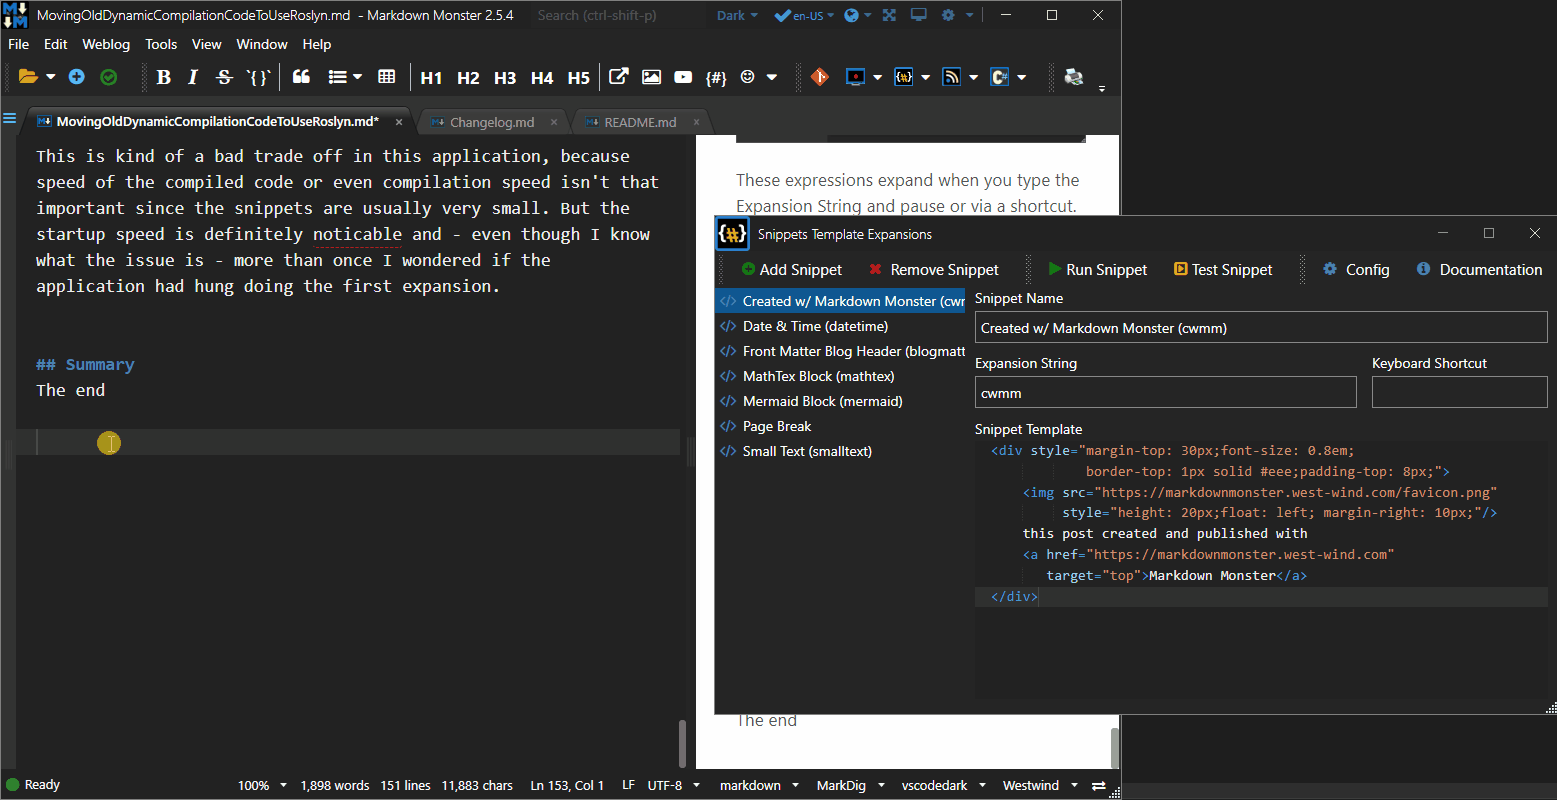 MovingOldDynamicCompilationCodeToUseRoslyn.md - Markdown Monster 2.5.4
Search (ctrl-shift-p)
Dark
en-US
File Edit Weblog Tools View Window Help
B I S `{}` H1 H2 H3 H4 H5 {#} {#} C#
MovingOldDynamicCompilationCodeToUseRoslyn.md* ×
Changelog.md ×
README.md ×
This is kind of a bad trade off in this application, because
speed of the compiled code or even compilation speed isn't that
important since the snippets are usually very small. But the
startup speed is definitely noticable and - even though I know
what the issue is - more than once I wondered if the
application had hung doing the first expansion.
## Summary
The end
These expressions expand when you type the
Expansion String and pause or via a shortcut.
{#} Snippets Template Expansions
Add Snippet Remove Snippet Run Snippet Test Snippet Config Documentation
</> Created w/ Markdown Monster (cwr
</> Date & Time (datetime)
</> Front Matter Blog Header (blogmatt
</> MathTex Block (mathtex)
</> Mermaid Block (mermaid)
</> Page Break
</> Small Text (smalltext)
Snippet Name
Created w/ Markdown Monster (cwmm)
Expansion String
Keyboard Shortcut
cwmm
Snippet Template
<div style="margin-top: 30px;font-size: 0.8em;
border-top: 1px solid #eee;padding-top: 8px;">
<img src="https://markdownmonster.west-wind.com/favicon.png"
style="height: 20px;float: left; margin-right: 10px;"/>
this post created and published with
<a href="https://markdownmonster.west-wind.com"
target="top">Markdown Monster</a>
</div>
The end
Ready
100% 1,898 words 151 lines 11,883 chars Ln 153, Col 1 LF UTF-8 markdown MarkDig vscodedark Westwind